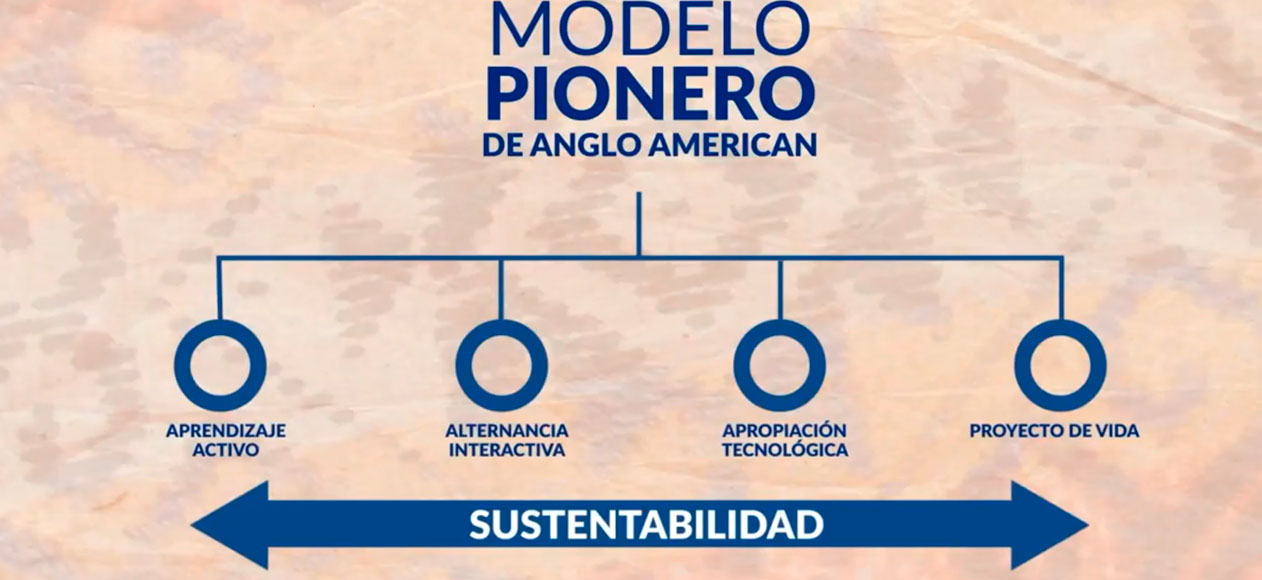 MODELO
PIONERO
DE ANGLO AMERICAN
APRENDIZAJE
ACTIVO
ALTERNANCIA
INTERACTIVA
APROPIACIÓN
TECNOLÓGICA
PROYECTO DE VIDA
SUSTENTABILIDAD